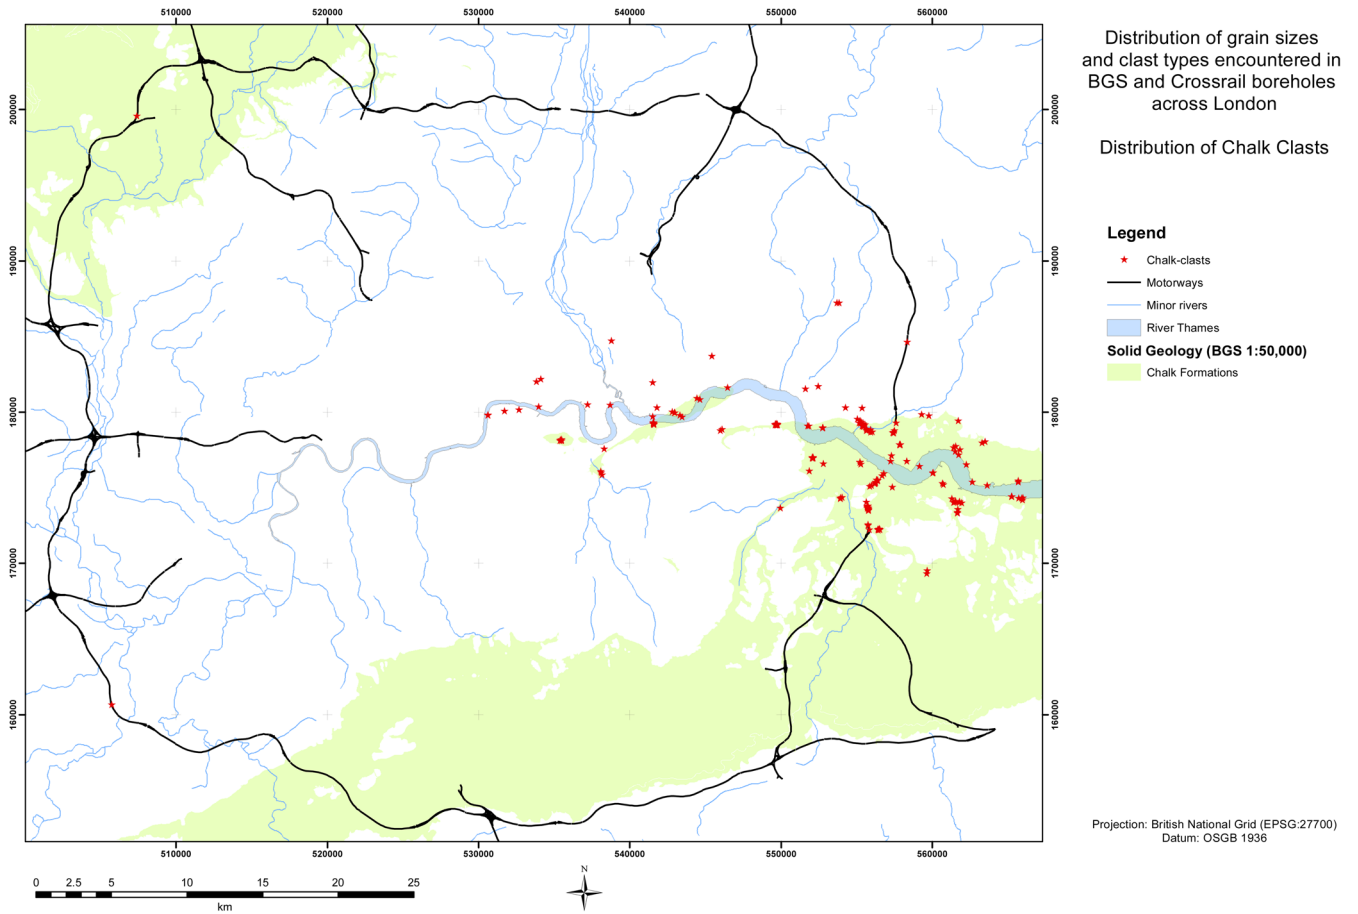 510000 520000 530000 540000 550000 560000
Distribution of grain sizes
and clast types encountered in
BGS and Crossrail boreholes
across London
Distribution of Chalk Clasts
200000 200000
190000 190000
180000 180000
170000 170000
160000 160000
Legend
Chalk-clasts
Motorways
Minor rivers
River Thames
Solid Geology (BGS 1:50,000)
Chalk Formations
Projection: British National Grid (EPSG:27700)
Datum: OSGB 1936
510000 520000 530000 540000 550000 560000
0 2.5 5 10 15 20 25
km
N